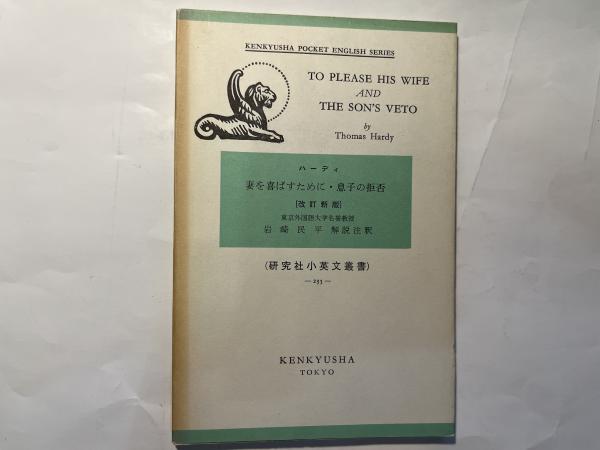 KENKYUSHA POCKET ENGLISH SERIES
TO PLEASE HIS WIFE
AND
THE SON'S VETO
by
Thomas Hardy
ハーディ
妻を喜ばすために・息子の拒否
〔改訂新版〕
東京外国語大学名誉教授
岩崎民平 解説注釈
(研究社小英文叢書)
— 233 —
KENKYUSHA
TOKYO